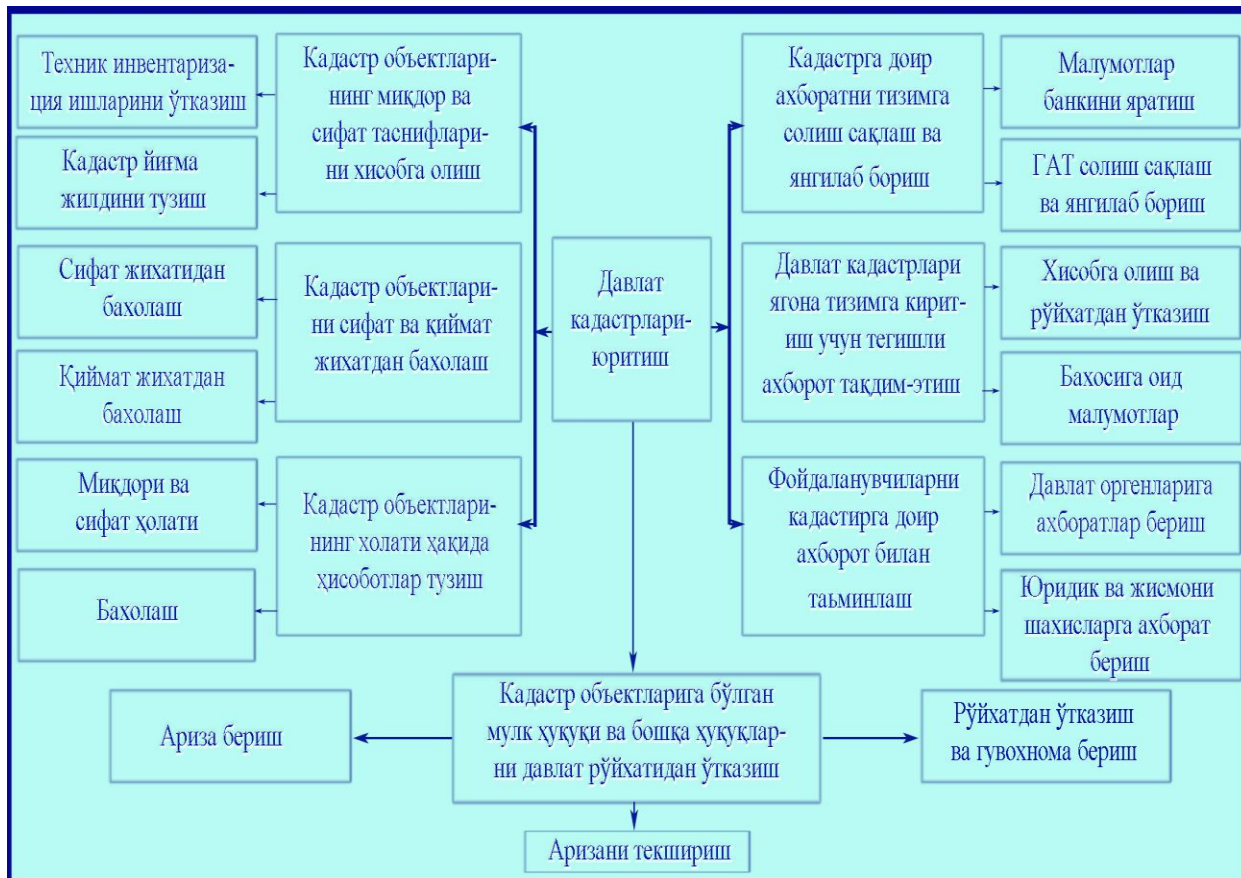 Техник инвентариза-
ция ишларини ўтказиш
Кадастр йиғма
жилдини тузиш
Сифат жихатидан
бахолаш
Қиймат жихатдан
бахолаш
Миқдори ва
сифат ҳолати
Бахолаш
Кадастр объектлари-
нинг миқдор ва
сифат таснифлари-
ни хисобга олиш
Кадастр объектлари-
ни сифат ва қиймат
жихатдан бахолаш
Кадастр объектлари-
нинг холати ҳақида
ҳисоботлар тузиш
Давлат
кадастрлари-
юритиш
Кадастрга доир
ахборатни тизимга
солиш сақлаш ва
янгилаб бориш
Давлат кадастрлари
ягона тизимга кирит-
иш учун тегишли
ахборот тақдим-этиш
Фойдаланувчиларни
кадастирга доир
ахборот билан
таьминлаш
Малумотлар
банкини яратиш
ГАТ солиш сақлаш
ва янгилаб бориш
Хисобга олиш ва
рўйхатдан ўтказиш
Бахосига оид
малумотлар
Давлат оргенларига
ахборатлар бериш
Юридик ва жисмони
шахисларга ахборат
бериш
Ариза бериш
Кадастр объектларига бўлган
мулк ҳуқуқи ва бошқа ҳуқуқлар-
ни давлат рўйхатидан ўтказиш
Рўйхатдан ўтказиш
ва гувохнома бериш
Аризани текшириш